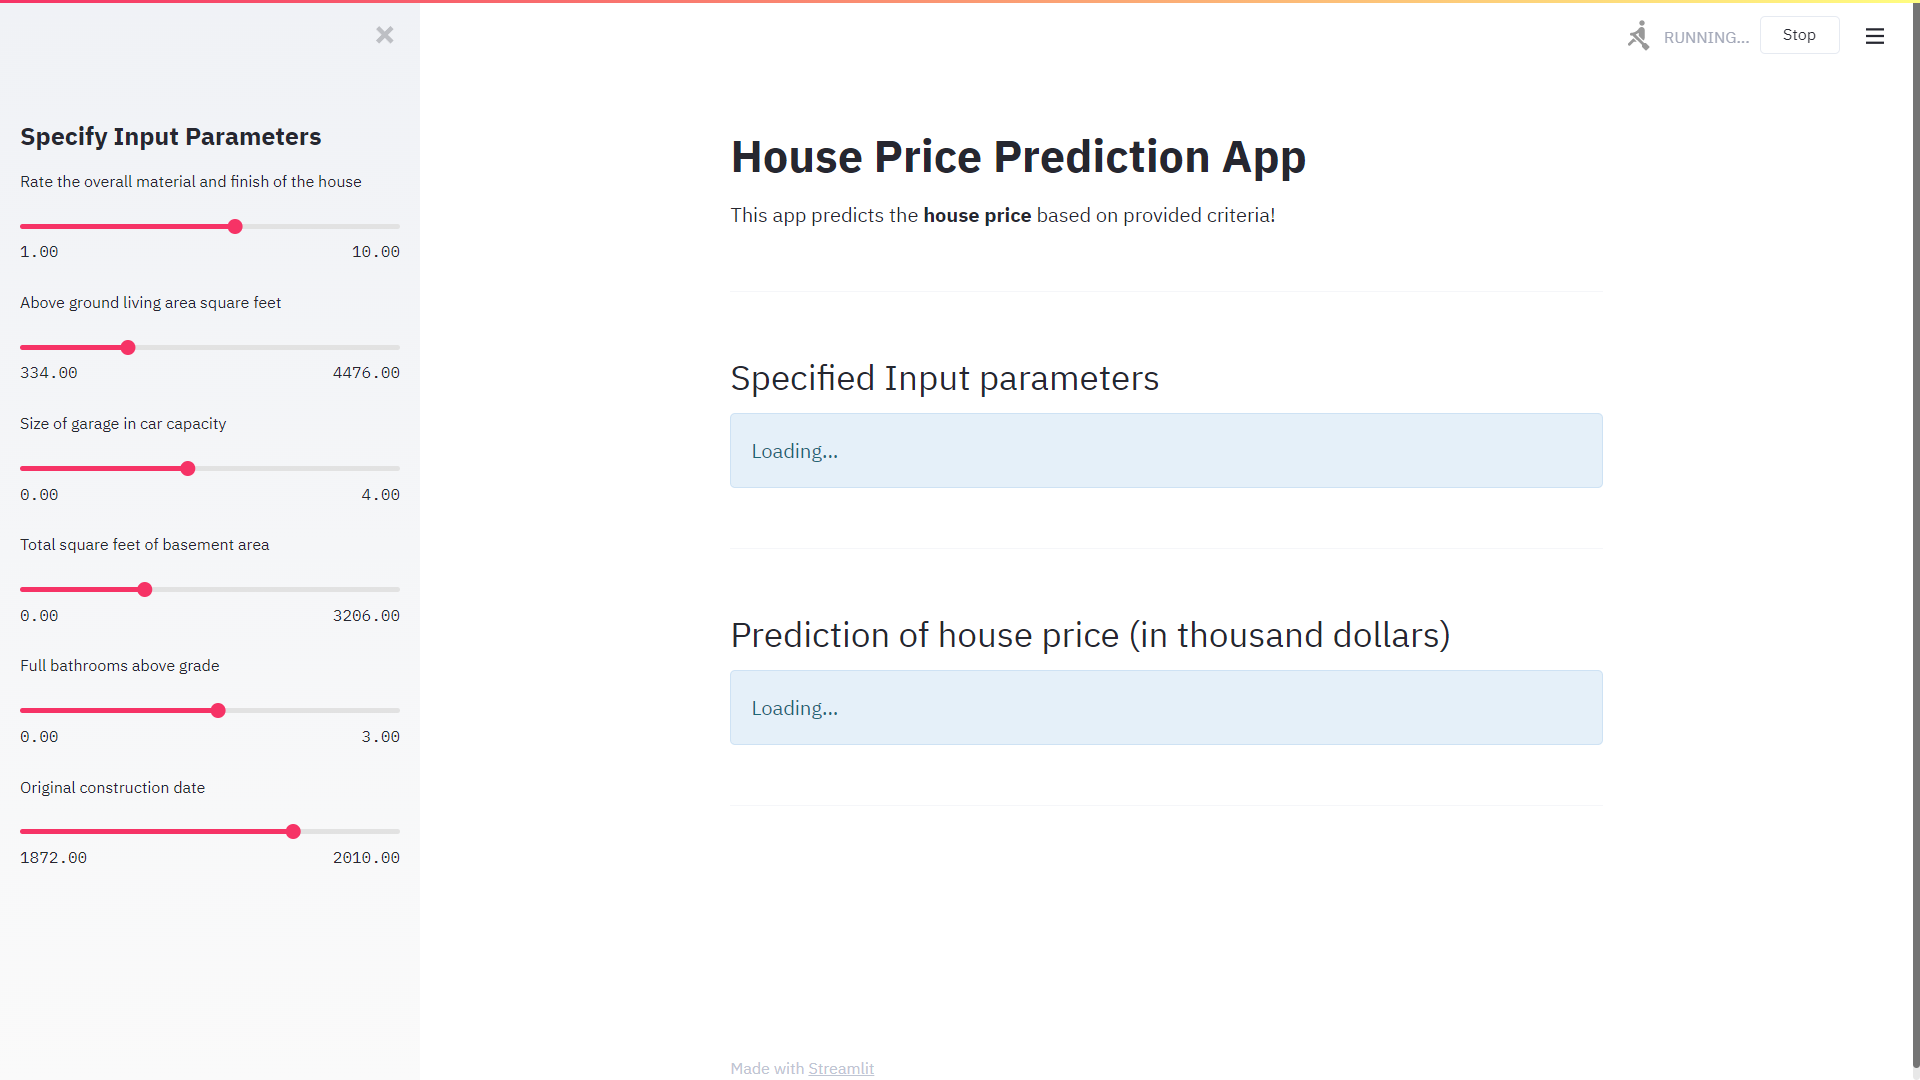 RUNNING...
Stop
Specify Input Parameters
Rate the overall material and finish of the house
1.00 10.00
Above ground living area square feet
334.00 4476.00
Size of garage in car capacity
0.00 4.00
Total square feet of basement area
0.00 3206.00
Full bathrooms above grade
0.00 3.00
Original construction date
1872.00 2010.00
House Price Prediction App
This app predicts the house price based on provided criteria!
Specified Input parameters
Loading...
Prediction of house price (in thousand dollars)
Loading...
Made with Streamlit